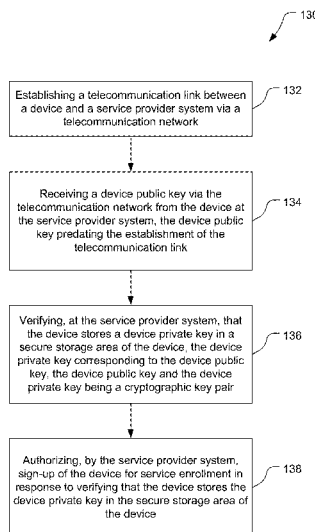 130
Establishing a telecommunication link between
a device and a service provider system via a
telecommunication network
132
Receiving a device public key via the
telecommunication network from the device at
the service provider system, the device public
key predating the establishment of the
telecommunication link
134
Verifying, at the service provider system, that
the device stores a device private key in a
secure storage area of the device, the device
private key corresponding to the device public
key, the device public key and the device
private key being a cryptographic key pair
136
Authorizing, by the service provider system,
sign-up of the device for service enrollment in
response to verifying that the device stores the
device private key in the secure storage area of
the device
138